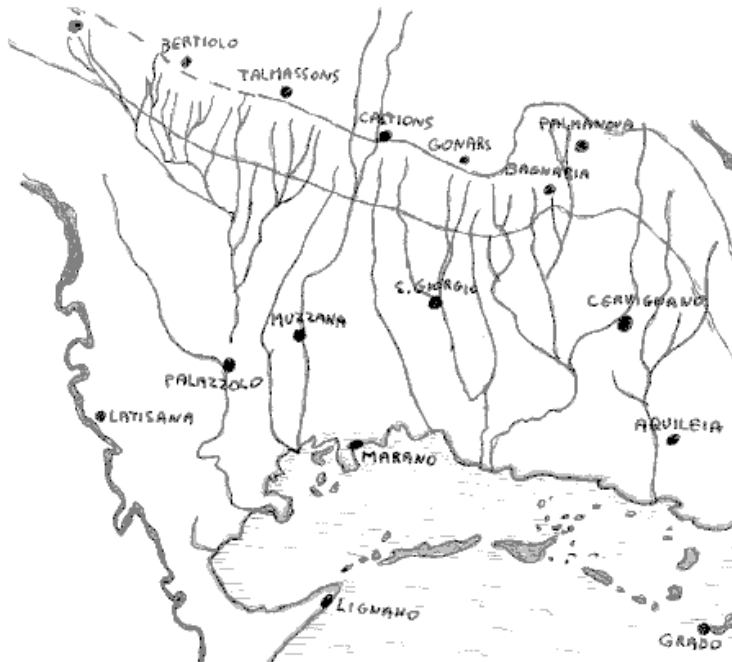 BERTIOLO
TALMASSONS
CASTIONS
GONARS
PALMANOVA
BAGNARIA
S. GIORGIO
CERVIGNANO
MUZZANA
PALAZZOLO
LATISANA
MARANO
AQUILEIA
LIGNANO
GRADO